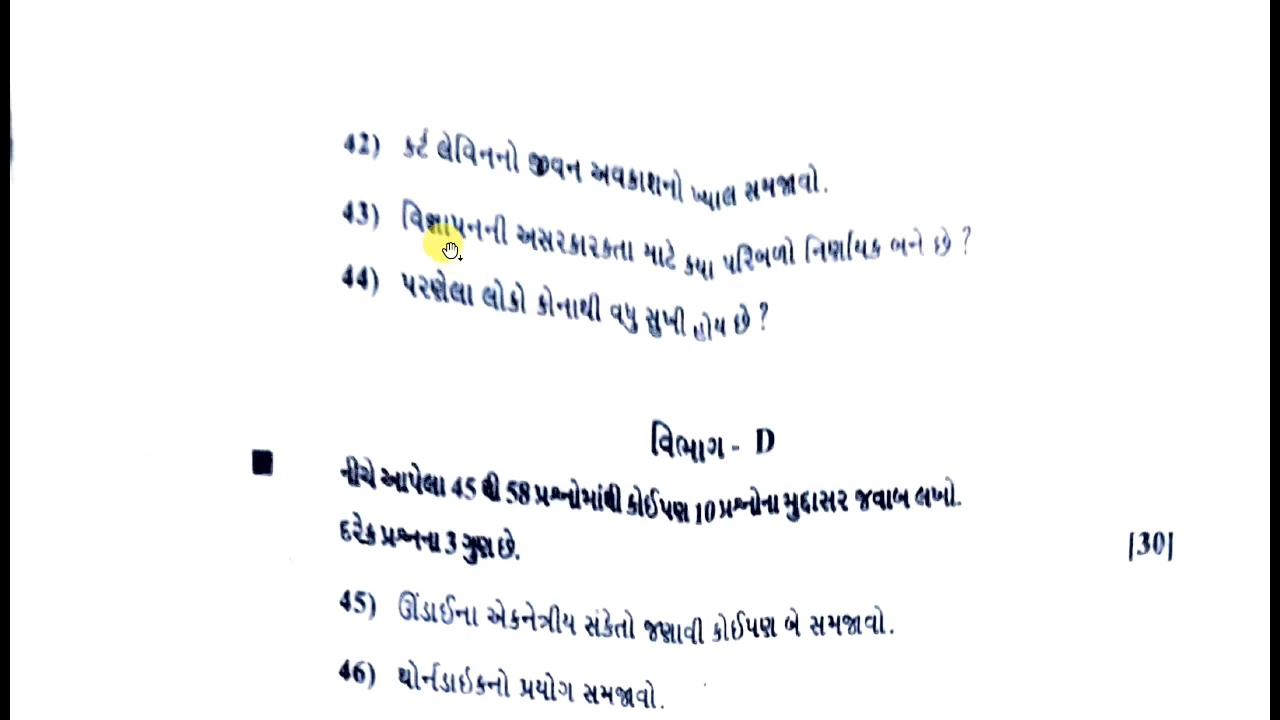 42) કર્ટ લેવિનનો જીવન અવકાશનો ખ્યાલ સમજાવો.
43) વિજ્ઞાપનની અસરકારકતા માટે કયા પરિબળો નિર્ણાયક બને છે ?
44) પરણેલા લોકો કોનાથી વધુ સુખી હોય છે ?
વિભાગ - D
નીચે આપેલા 45 થી 58 પ્રશ્નોમાંથી કોઈપણ 10 પ્રશ્નોના મુદ્દાસર જવાબ લખો.
દરેક પ્રશ્નના 3 ગુણ છે.
|30|
45) ઊંડાઈના એકનેત્રીય સંકેતો જણાવી કોઈપણ બે સમજાવો.
46) થોર્નડાઇકનો પ્રયોગ સમજાવો.